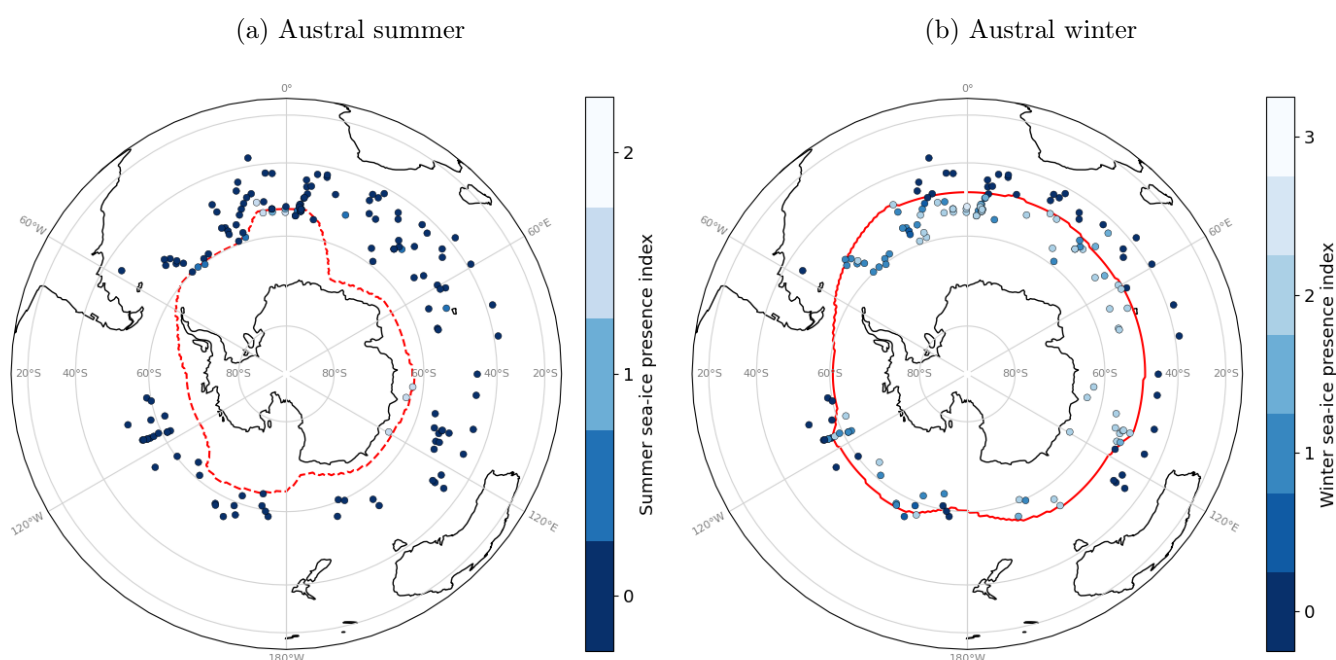 (a) Austral summer
(b) Austral winter
0°
60°E
120°E
180°W
120°W
60°W
20°S
40°S
60°S
80°S
80°S
60°S
40°S
20°S
2
1
0
Summer sea-ice presence index
0°
60°E
120°E
180°W
120°W
60°W
20°S
40°S
60°S
80°S
80°S
60°S
40°S
20°S
3
2
1
0
Winter sea-ice presence index